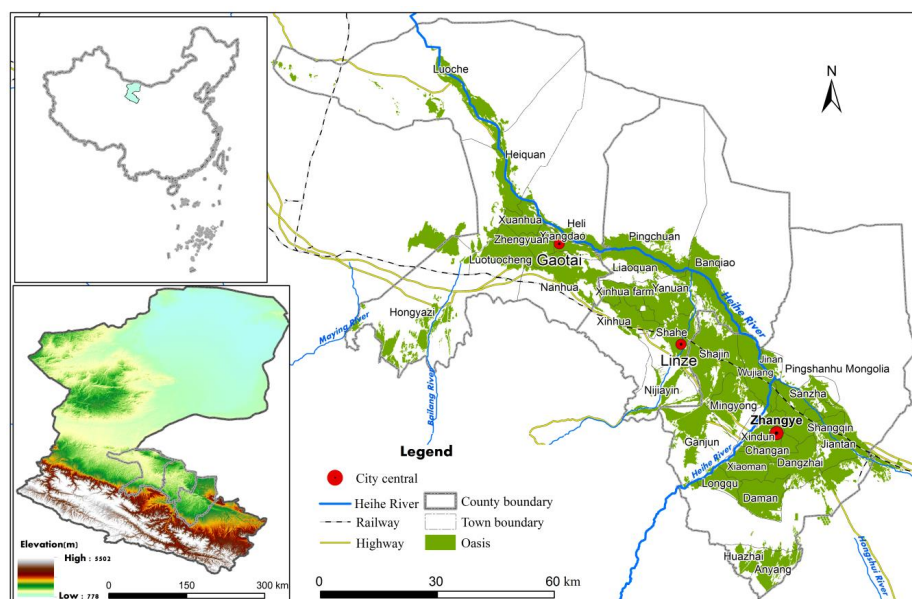 N
Luoche
Heiquan
Xuanhua
Heli
Zhengyuan
Yiangdao
Pingchuan
Luotuocheng
Gaotai
Liaoquan
Banqiao
Nanhua
Yanuan
Xinhua farm
Heihe River
Hongyazi
Maying River
Bailang River
Xinhua
Shahe
Linze
Shajin
Jinan
Wujiang
Pingshanhu Mongolia
Nijiayin
Mingyong
Sanzha
Zhangye
Shangqin
Ganjun
Xindun
Jiantan
Changan
Xiaoman
Dangzhai
Heihe River
Longqu
Daman
Huazhai
Anyang
Hongshui River
Legend
City central
Heihe River
County boundary
Railway
Town boundary
Highway
Oasis
0 30 60 km
Elevation(m)
High : 5502
Low : 778
0 150 300 km